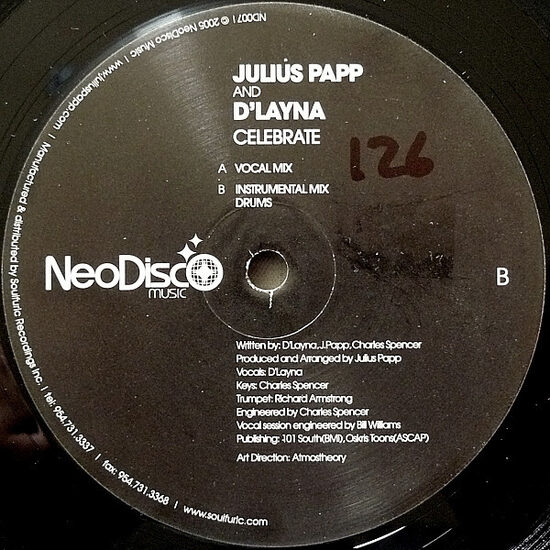 JULIUS PAPP
AND
D'LAYNA
CELEBRATE
A VOCAL MIX
B INSTRUMENTAL MIX
DRUMS
126
NeoDisco
MUSIC
B
Written by: D'Layna, J.Papp, Charles Spencer
Produced and Arranged by Julius Papp
Vocals: D'Layna
Keys: Charles Spencer
Trumpet: Richard Armstrong
Engineered by Charles Spencer
Vocal session engineered by Bill Williams
Publishing: 101 South(BMI), Oskris Toons(ASCAP)
Art Direction: Atmostheory
ND007 | © 2005 NeoDisco Music | www.juliuspapp.com | Manufactured & distributed by Soulfuric Recordings Inc. | tel: 954.731.3337 | fax: 954.731.3368 | www.soulfuric.com